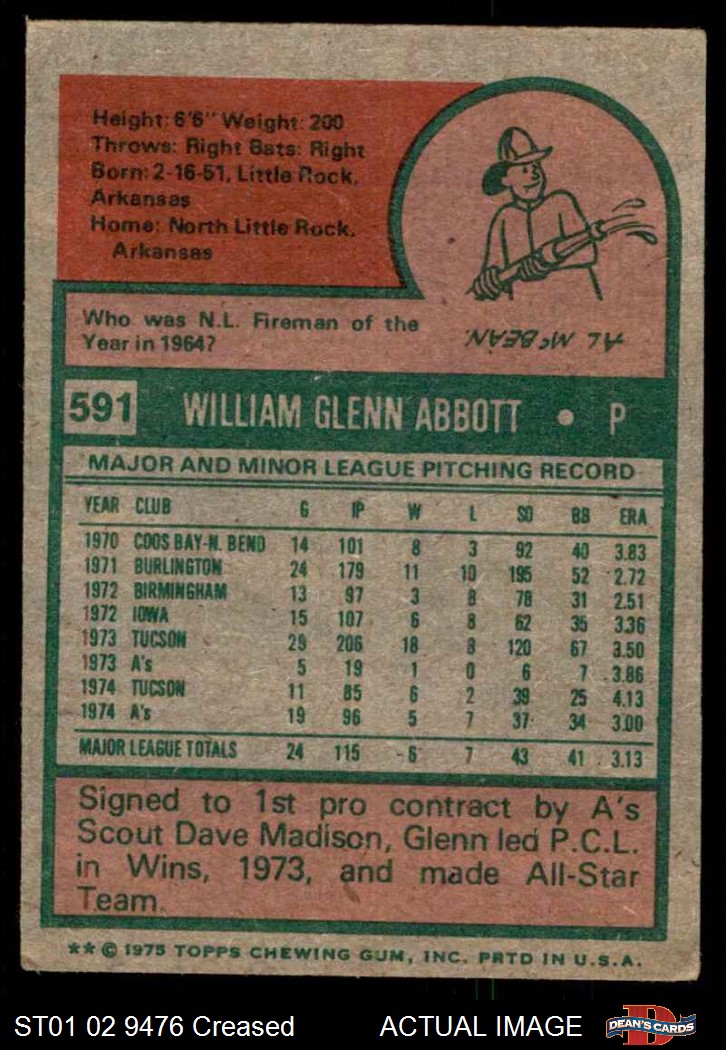 Height: 6'6" Weight: 200
Throws: Right Bats: Right
Born: 2-16-51, Little Rock,
Arkansas
Home: North Little Rock,
Arkansas
Who was N.L. Fireman of the
Year in 1964?
AL McBEAN.
591 WILLIAM GLENN ABBOTT • P
MAJOR AND MINOR LEAGUE PITCHING RECORD
YEAR CLUB G IP W L SO BB ERA
1970 COOS BAY-N. BEND 14 101 8 3 92 40 3.83
1971 BURLINGTON 24 179 11 10 195 52 2.72
1972 BIRMINGHAM 13 97 3 8 78 31 2.51
1972 IOWA 15 107 6 8 62 35 3.36
1973 TUCSON 29 206 18 8 120 67 3.50
1973 A's 5 19 1 0 6 7 3.86
1974 TUCSON 11 85 6 2 39 25 4.13
1974 A's 19 96 5 7 37 34 3.00
MAJOR LEAGUE TOTALS 24 115 6 7 43 41 3.13
Signed to 1st pro contract by A's
Scout Dave Madison, Glenn led P.C.L.
in Wins, 1973, and made All-Star
Team.
** © 1975 TOPPS CHEWING GUM, INC. PRTD IN U.S.A.
ST01 02 9476 Creased ACTUAL IMAGE
D
DEAN'S CARDS